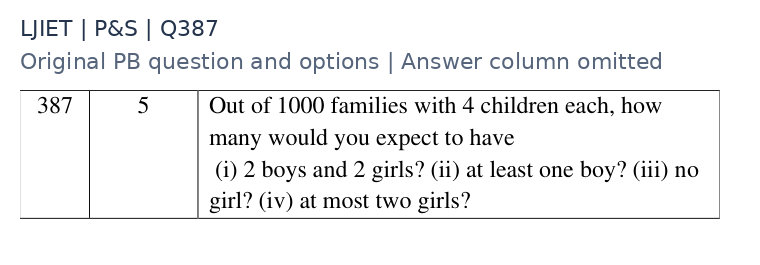 LJIET | P&S | Q387
Original PB question and options | Answer column omitted
387 5 Out of 1000 families with 4 children each, how
many would you expect to have
(i) 2 boys and 2 girls? (ii) at least one boy? (iii) no
girl? (iv) at most two girls?